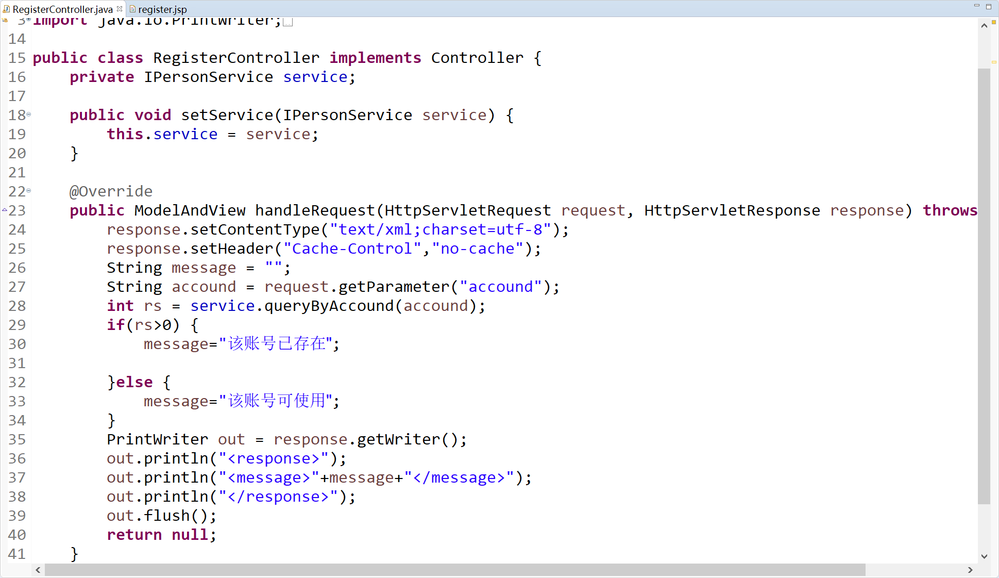 RegisterController.java register.jsp
3 import java.io.PrintWriter;
14
15 public class RegisterController implements Controller {
16     private IPersonService service;
17
18     public void setService(IPersonService service) {
19         this.service = service;
20     }
21
22     @Override
23     public ModelAndView handleRequest(HttpServletRequest request, HttpServletResponse response) throws
24         response.setContentType("text/xml;charset=utf-8");
25         response.setHeader("Cache-Control","no-cache");
26         String message = "";
27         String accound = request.getParameter("accound");
28         int rs = service.queryByAccound(accound);
29         if(rs>0) {
30             message="该账号已存在";
31
32         }else {
33             message="该账号可使用";
34         }
35         PrintWriter out = response.getWriter();
36         out.println("<response>");
37         out.println("<message>"+message+"</message>");
38         out.println("</response>");
39         out.flush();
40         return null;
41     }